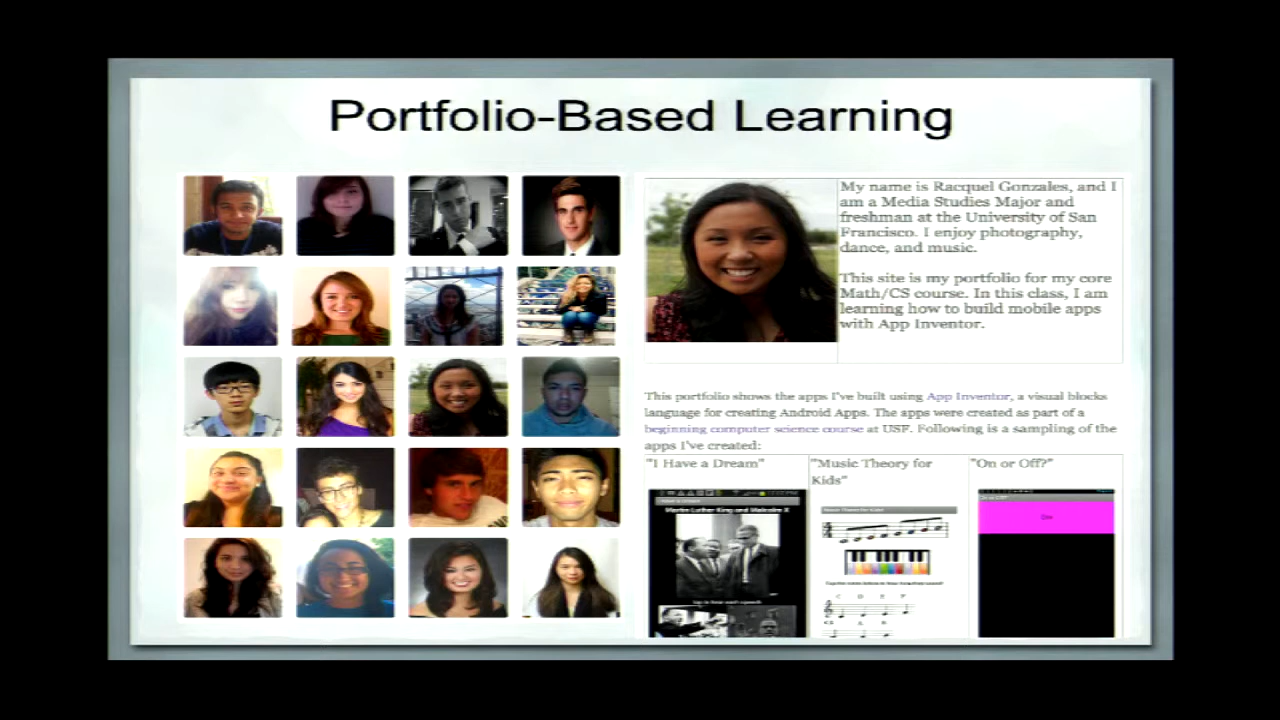 Portfolio-Based Learning
My name is Racquel Gonzales, and I
am a Media Studies Major and
freshman at the University of San
Francisco. I enjoy photography,
dance, and music.
This site is my portfolio for my core
Math/CS course. In this class, I am
learning how to build mobile apps
with App Inventor.
This portfolio shows the apps I've built using App Inventor, a visual blocks
language for creating Android Apps. The apps were created as part of a
beginning computer science course at USF. Following is a sampling of the
apps I've created:
"I Have a Dream"
"Music Theory for
Kids"
"On or Off?"
Martin Luther King and Malcolm X
C D E F